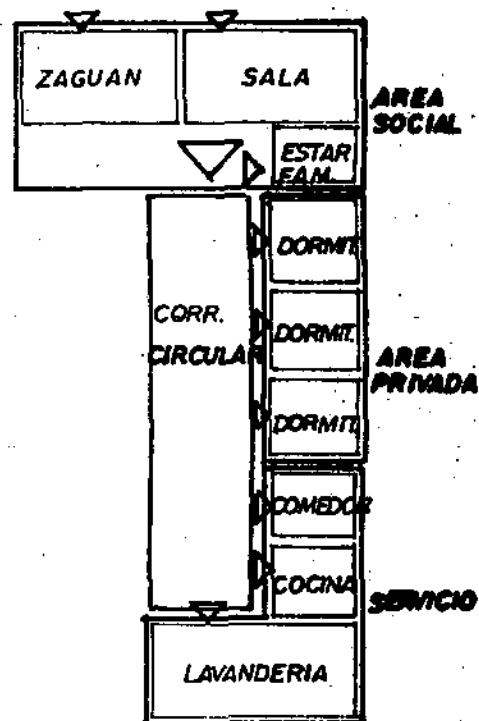 ZAGUAN
SALA
AREA
SOCIAL
ESTAR
FAM.
DORMIT.
CORR.
CIRCULAR
DORMIT.
AREA
PRIVADA
DORMIT.
COMEDOR
COCINA
SERVICIO
LAVANDERIA